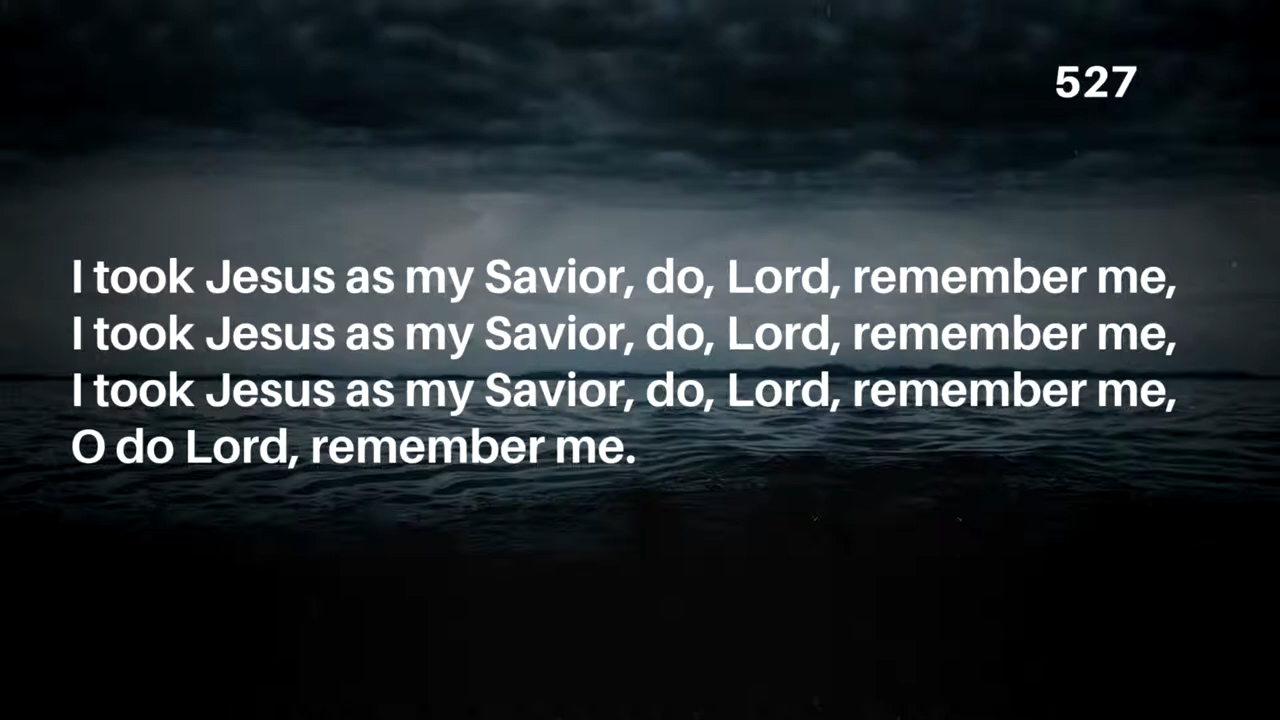 527
I took Jesus as my Savior, do, Lord, remember me,
I took Jesus as my Savior, do, Lord, remember me,
I took Jesus as my Savior, do, Lord, remember me,
O do Lord, remember me.